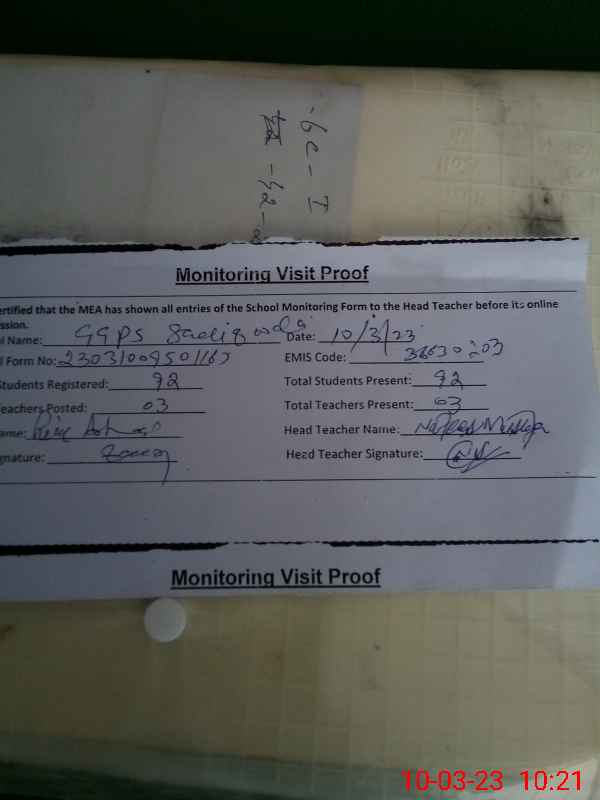 Monitoring Visit Proof
ertified that the MEA has shown all entries of the School Monitoring Form to the Head Teacher before its online
ssion.
l Name: GGPS Date: 10/3/23
l Form No: EMIS Code: 36630203
Students Registered: 92 Total Students Present: 92
eachers Posted: 03 Total Teachers Present: 03
ame: Head Teacher Name:
gnature: Head Teacher Signature:
Monitoring Visit Proof
10-03-23 10:21